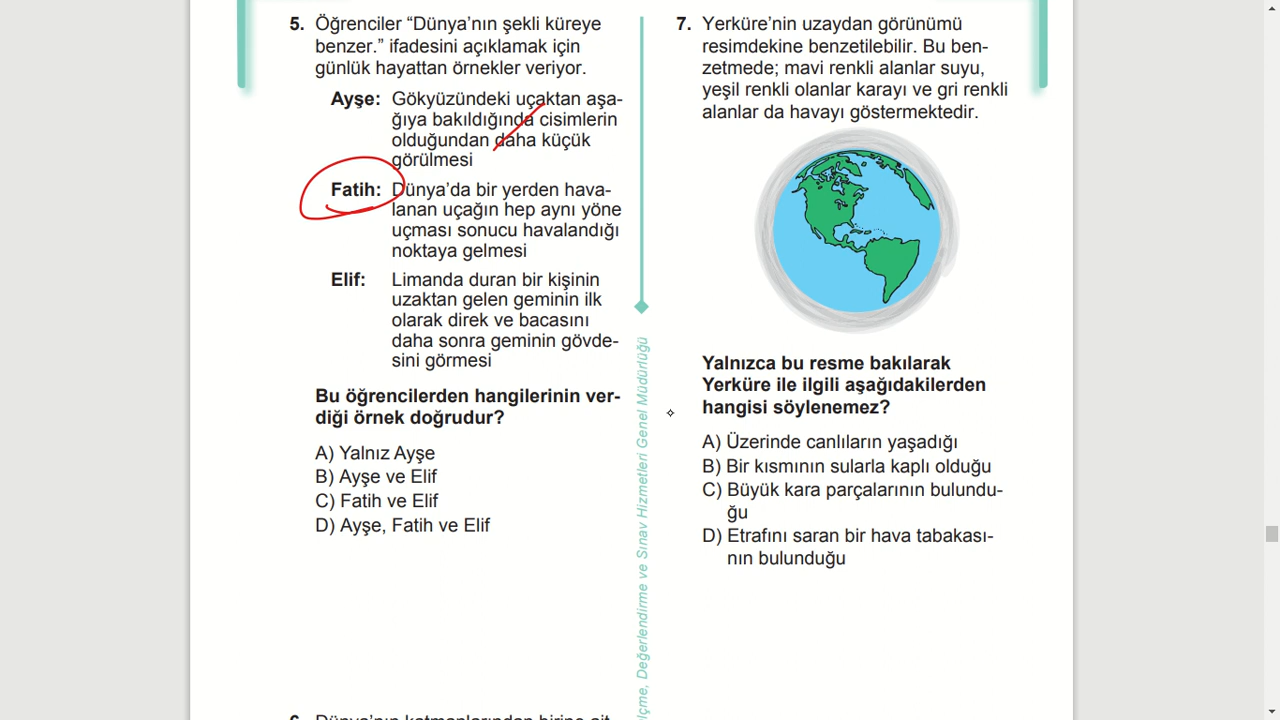 5. Öğrenciler “Dünya’nın şekli küreye
benzer.” ifadesini açıklamak için
günlük hayattan örnekler veriyor.
Ayşe: Gökyüzündeki uçaktan aşa-
ğıya bakıldığında cisimlerin
olduğundan daha küçük
görülmesi
Fatih: Dünya’da bir yerden hava-
lanan uçağın hep aynı yöne
uçması sonucu havalandığı
noktaya gelmesi
Elif: Limanda duran bir kişinin
uzaktan gelen geminin ilk
olarak direk ve bacasını
daha sonra geminin gövde-
sini görmesi
Bu öğrencilerden hangilerinin ver-
diği örnek doğrudur?
A) Yalnız Ayşe
B) Ayşe ve Elif
C) Fatih ve Elif
D) Ayşe, Fatih ve Elif
Değerlendirme ve Sınav Hizmetleri Genel Müdürlüğü
7. Yerküre’nin uzaydan görünümü
resimdekine benzetilebilir. Bu ben-
zetmede; mavi renkli alanlar suyu,
yeşil renkli olanlar karayı ve gri renkli
alanlar da havayı göstermektedir.
Yalnızca bu resme bakılarak
Yerküre ile ilgili aşağıdakilerden
hangisi söylenemez?
A) Üzerinde canlıların yaşadığı
B) Bir kısmının sularla kaplı olduğu
C) Büyük kara parçalarının bulundu-
ğu
D) Etrafını saran bir hava tabakası-
nın bulunduğu